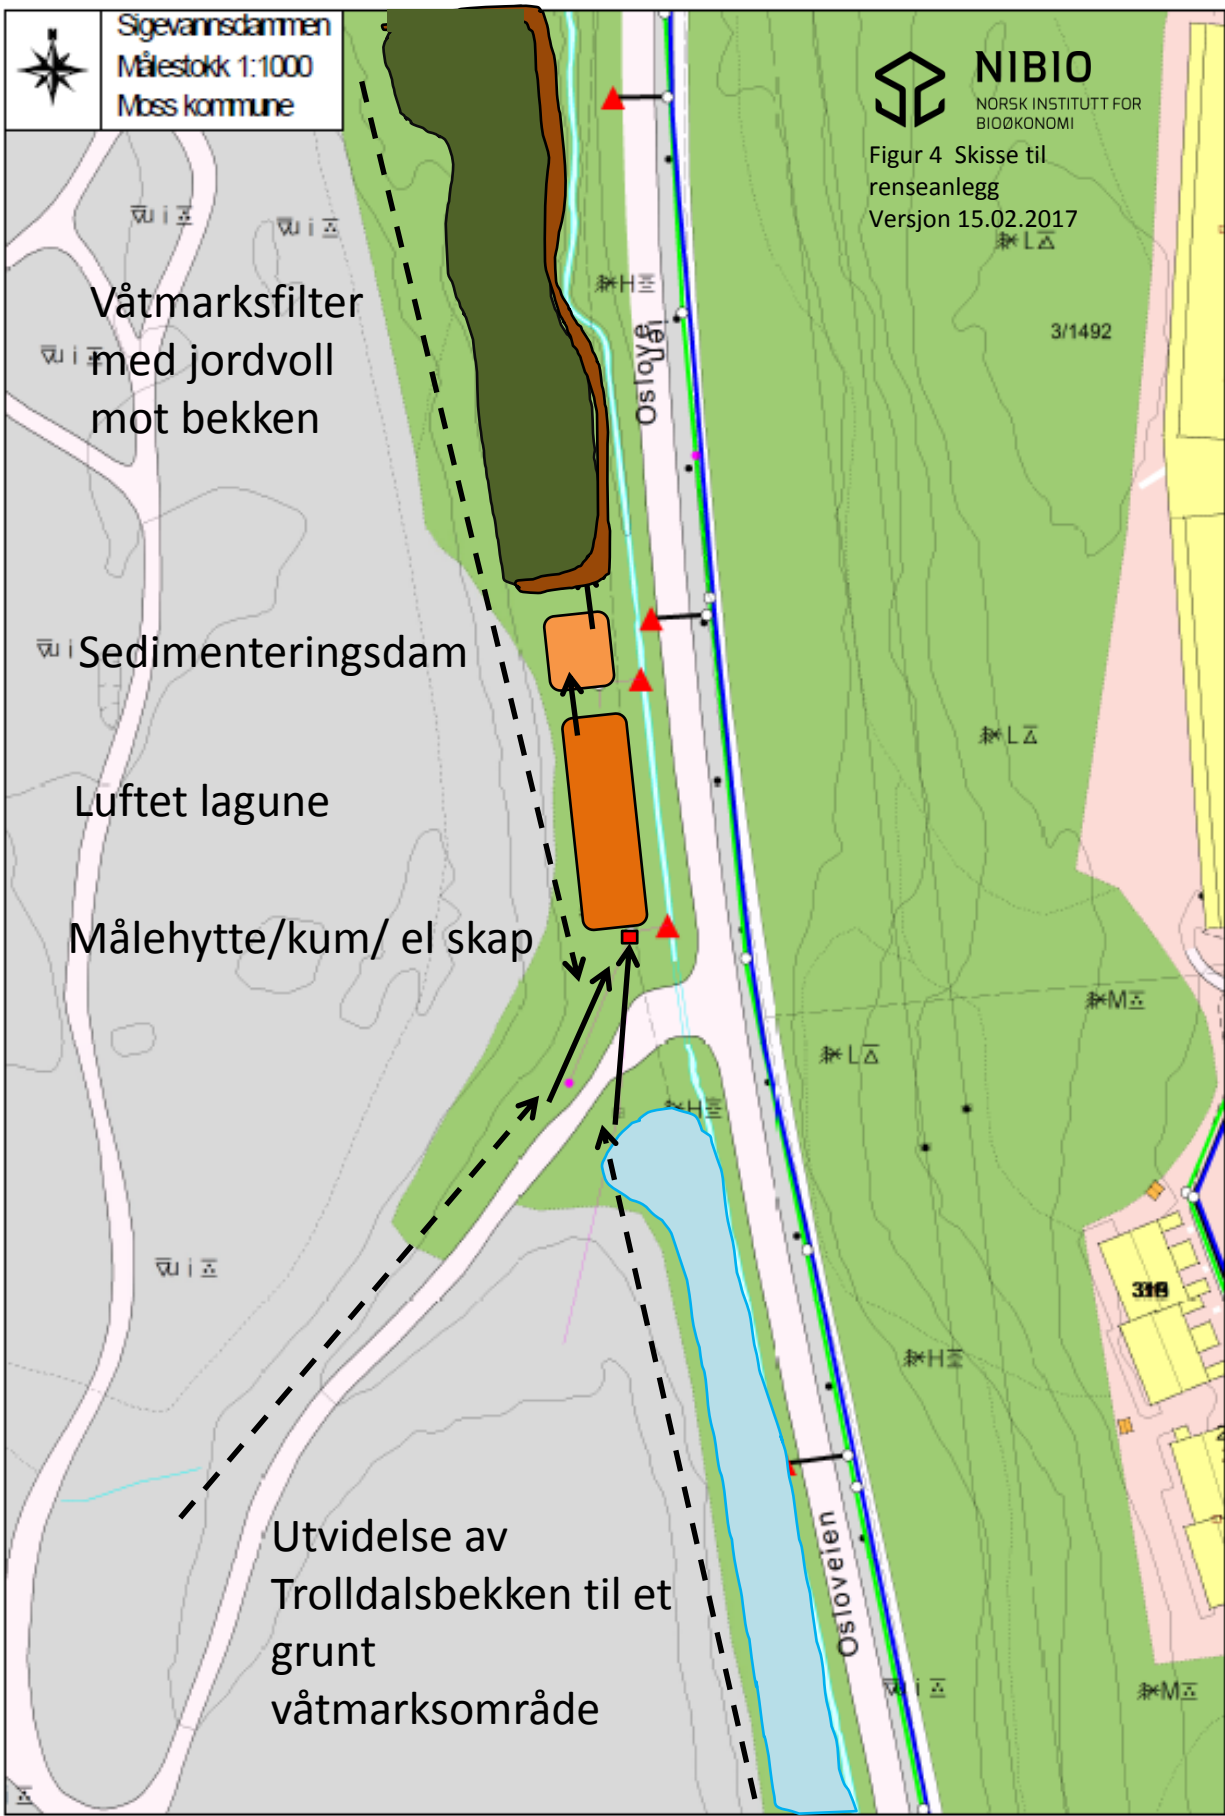 N
Sigevannsdammen
Målestokk 1:1000
Moss kommune
NIBIO
NORSK INSTITUTT FOR
BIOØKONOMI
Figur 4 Skisse til
renseanlegg
Versjon 15.02.2017
u i
u i
L
H
3/1492
Våtmarksfilter
med jordvoll
mot bekken
u i
Osloveien
Sedimenteringsdam
u i
L
Luftet lagune
Målehytte/kum/ el skap
M
L
H
u i
H
Utvidelse av
Trolldalsbekken til et
grunt
våtmarksområde
Osloveien
i
M